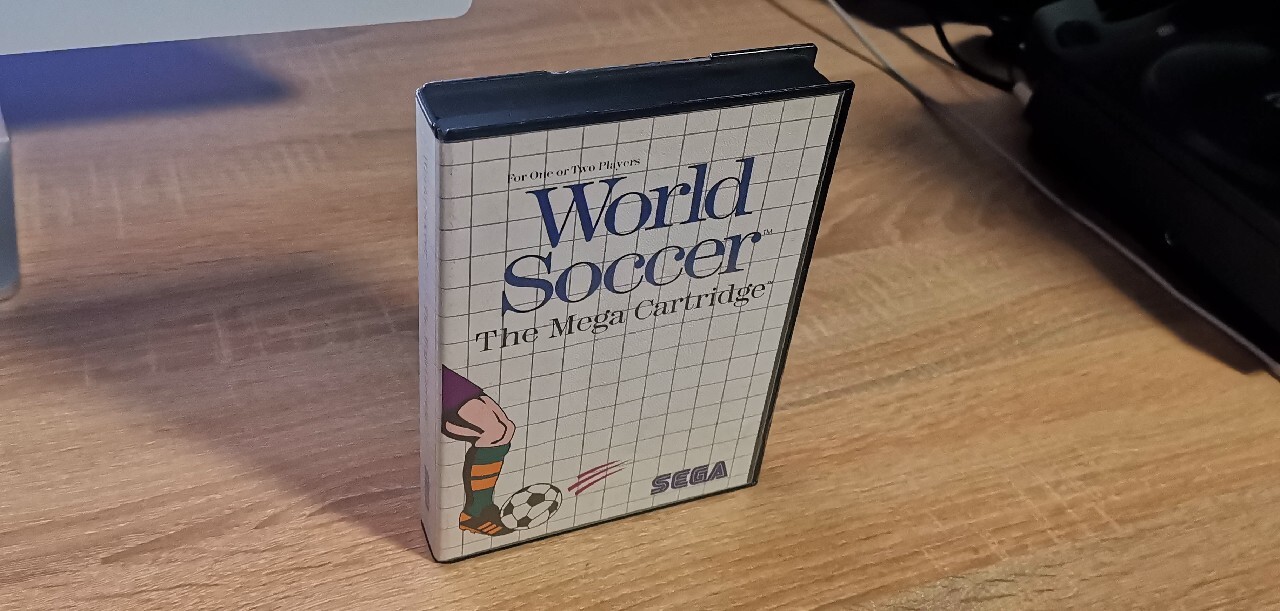 For One or Two Players
World
Soccer™
The Mega Cartridge™
SEGA